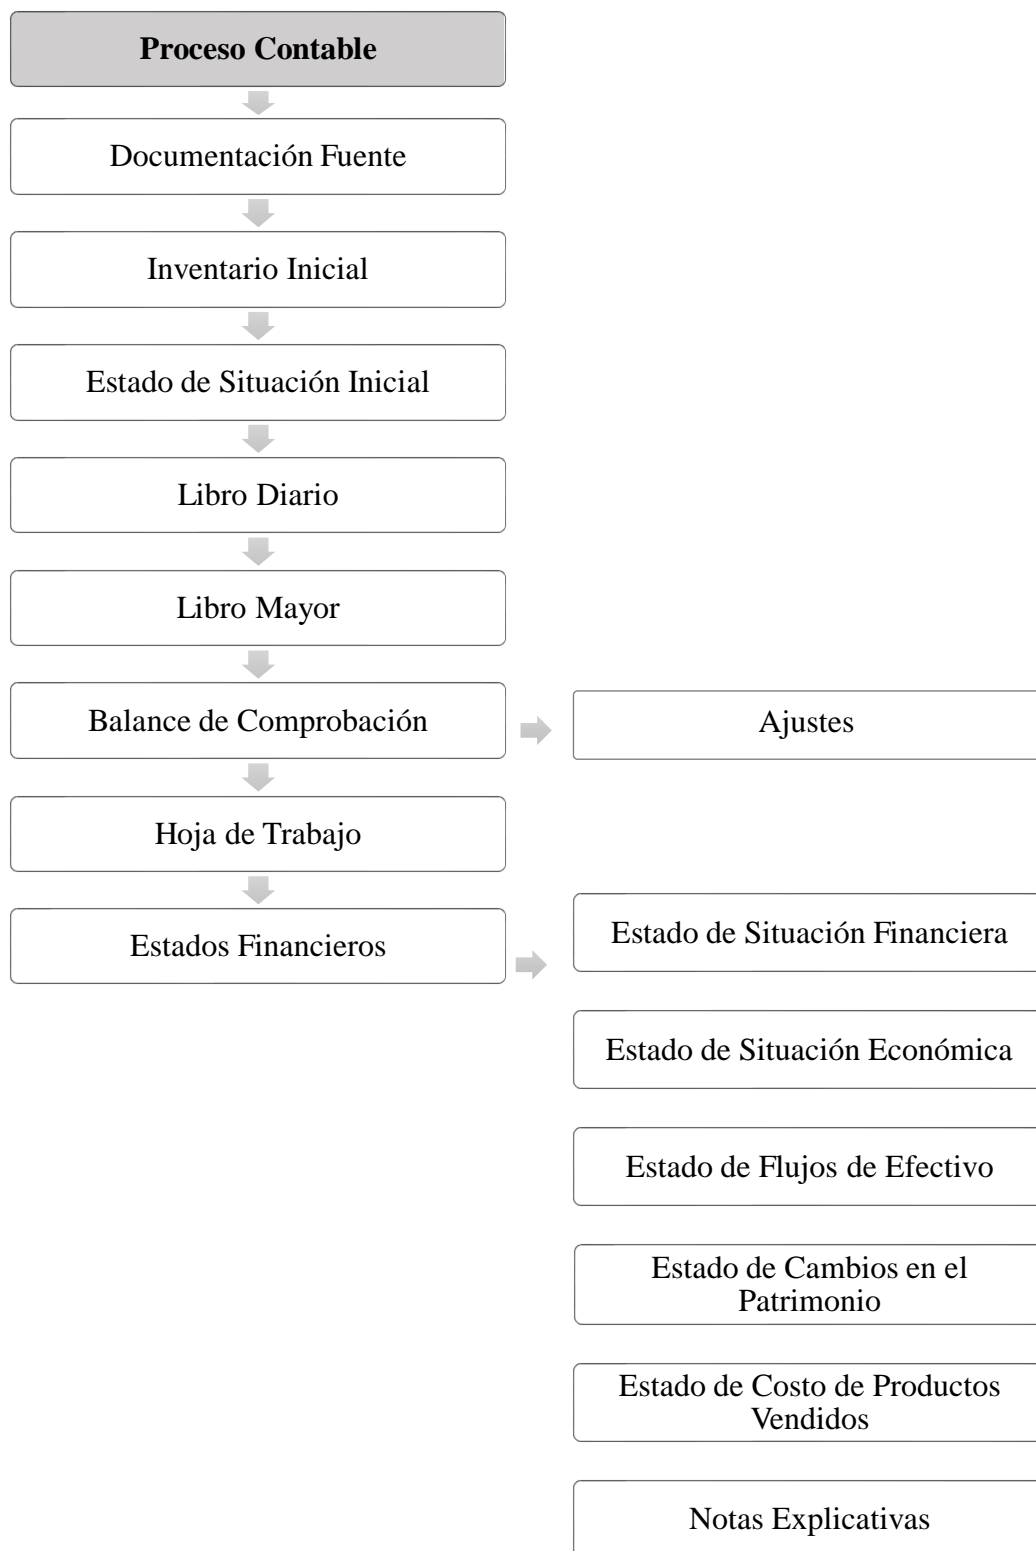 Proceso Contable
Documentación Fuente
Inventario Inicial
Estado de Situación Inicial
Libro Diario
Libro Mayor
Balance de Comprobación
Ajustes
Hoja de Trabajo
Estados Financieros
Estado de Situación Financiera
Estado de Situación Económica
Estado de Flujos de Efectivo
Estado de Cambios en el
Patrimonio
Estado de Costo de Productos
Vendidos
Notas Explicativas